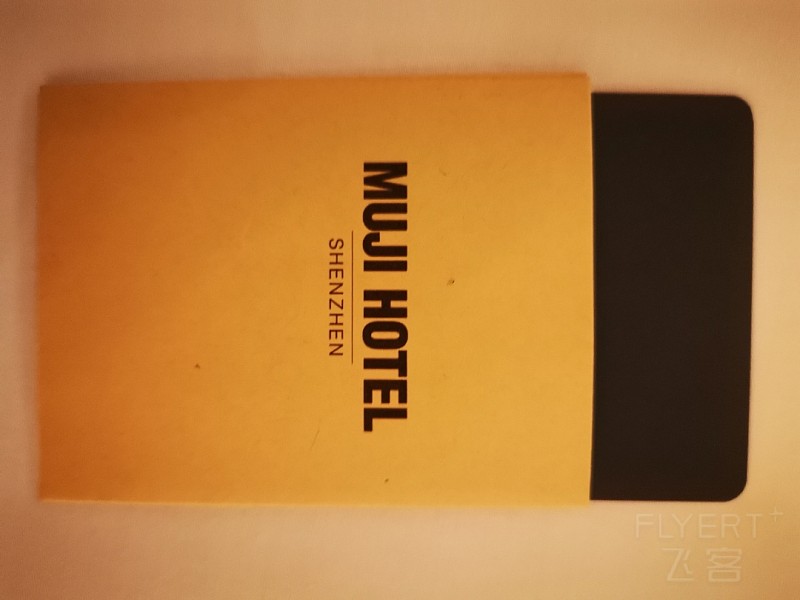 MUJI HOTEL
SHENZHEN
FLYERT+
飞客